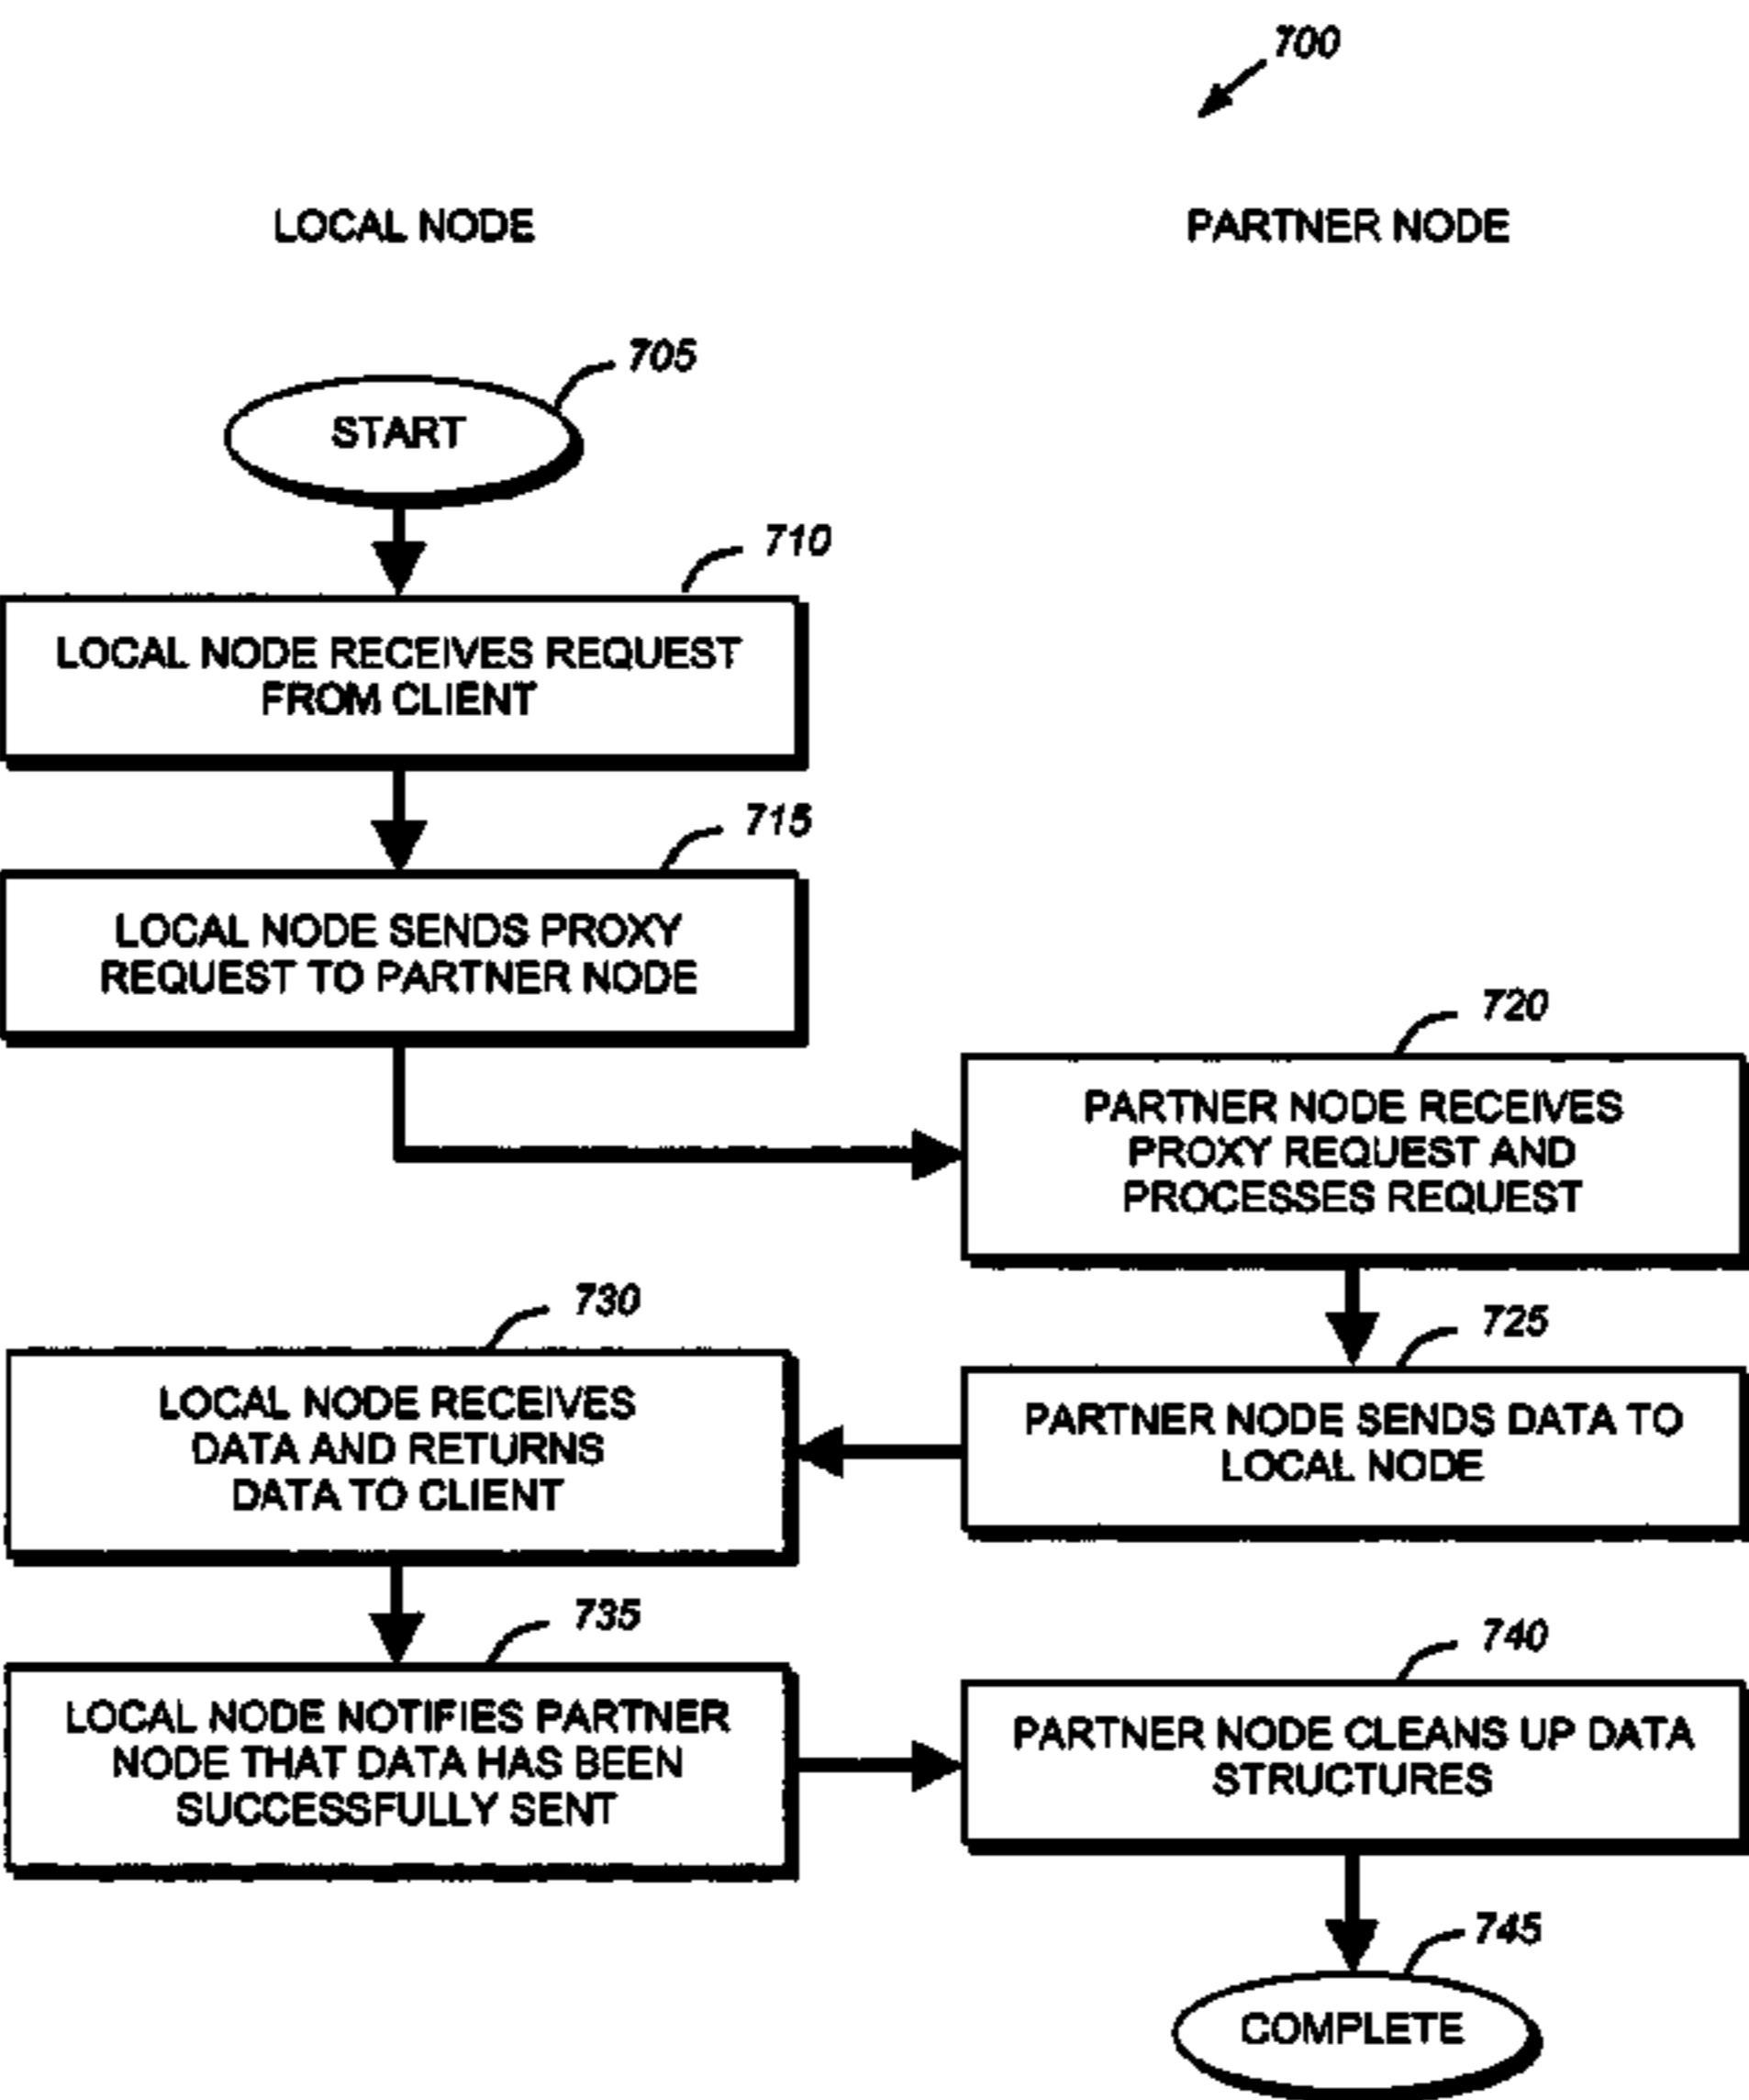 700
LOCAL NODE
PARTNER NODE
705
START
710
LOCAL NODE RECEIVES REQUEST
FROM CLIENT
715
LOCAL NODE SENDS PROXY
REQUEST TO PARTNER NODE
720
PARTNER NODE RECEIVES
PROXY REQUEST AND
PROCESSES REQUEST
725
PARTNER NODE SENDS DATA TO
LOCAL NODE
730
LOCAL NODE RECEIVES
DATA AND RETURNS
DATA TO CLIENT
735
LOCAL NODE NOTIFIES PARTNER
NODE THAT DATA HAS BEEN
SUCCESSFULLY SENT
740
PARTNER NODE CLEANS UP DATA
STRUCTURES
745
COMPLETE